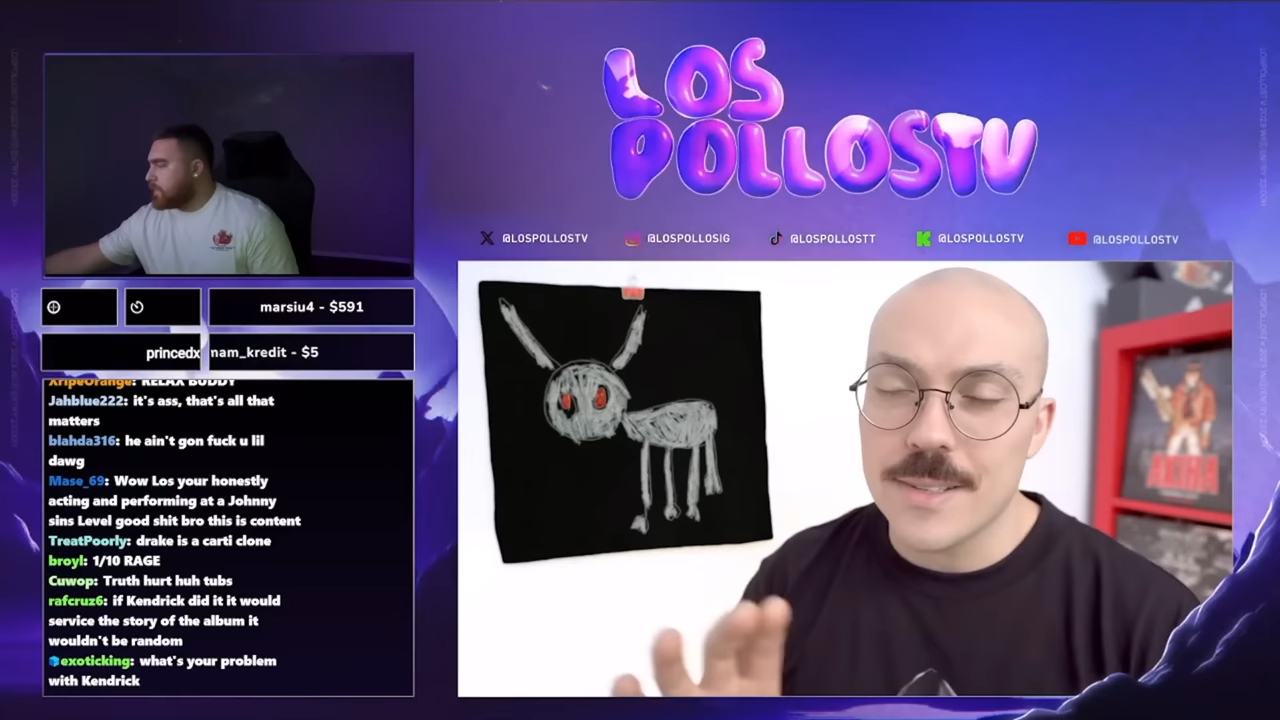 LOS
POLLOSTV
@LOSPOLLOSTV
@LOSPOLLOSIG
@LOSPOLLOSTT
@LOSPOLLOSTV
@LOSPOLLOSTV
marsiu4 - $591
princedx
nam_kredit - $5
XripeOrange: RELAX BUDDY
Jahblue222: it's ass, that's all that
matters
blahda316: he ain't gon fuck u lil
dawg
Mase_69: Wow Los your honestly
acting and performing at a Johnny
sins Level good shit bro this is content
TreatPoorly: drake is a carti clone
broyl: 1/10 RAGE
Cuwop: Truth hurt huh tubs
rafcruz6: if Kendrick did it it would
service the story of the album it
wouldn't be random
exoticking: what's your problem
with Kendrick
AKIRA